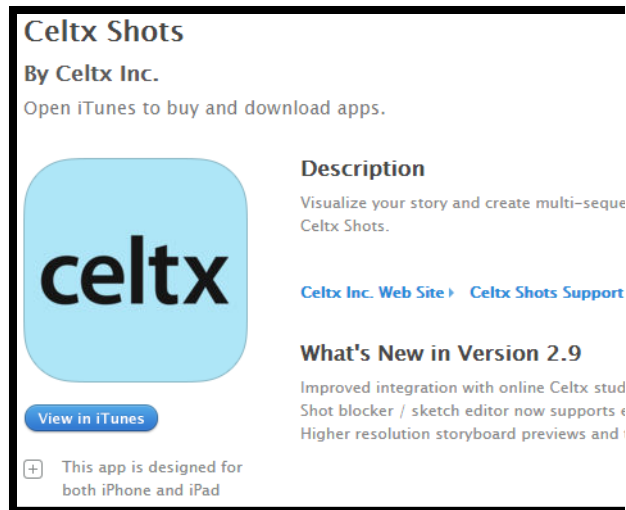 Celtx Shots
By Celtx Inc.
Open iTunes to buy and download apps.
celtx
View in iTunes
This app is designed for
both iPhone and iPad
Description
Visualize your story and create
Celtx Shots.
Celtx Inc. Web Site Celtx Shots Support
What's New in Version 2.9
Improved integration with online Celtx
Shot blocker / sketch editor now supports
Higher resolution storyboard previews and